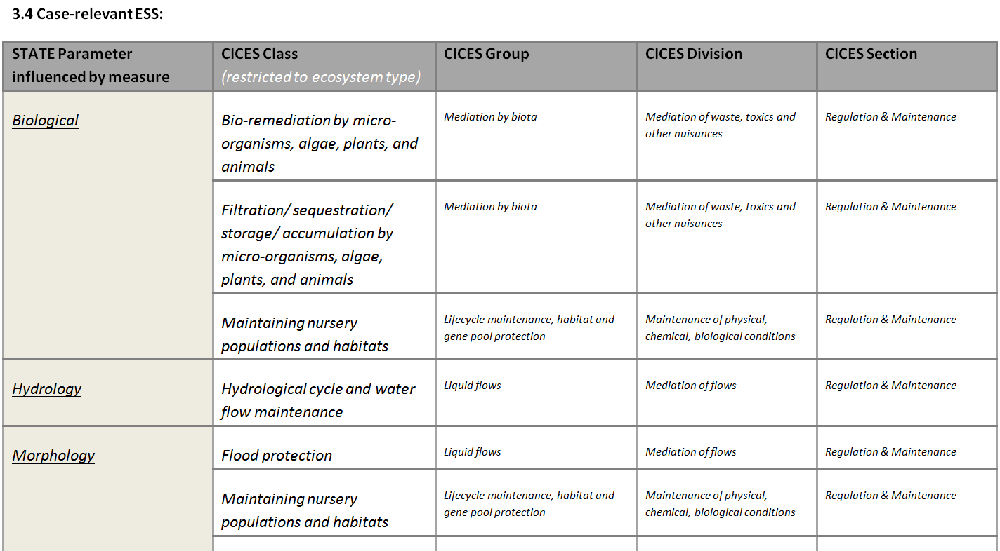 3.4 Case-relevant ESS:
STATE Parameter
influenced by measure
CICES Class
(restricted to ecosystem type)
CICES Group
CICES Division
CICES Section
Biological
Bio-remediation by micro-
organisms, algae, plants, and
animals
Mediation by biota
Mediation of waste, toxics and
other nuisances
Regulation & Maintenance
Filtration/ sequestration/
storage/ accumulation by
micro-organisms, algae,
plants, and animals
Mediation by biota
Mediation of waste, toxics and
other nuisances
Regulation & Maintenance
Maintaining nursery
populations and habitats
Lifecycle maintenance, habitat and
gene pool protection
Maintenance of physical,
chemical, biological conditions
Regulation & Maintenance
Hydrology
Hydrological cycle and water
flow maintenance
Liquid flows
Mediation of flows
Regulation & Maintenance
Morphology
Flood protection
Liquid flows
Mediation of flows
Regulation & Maintenance
Maintaining nursery
populations and habitats
Lifecycle maintenance, habitat and
gene pool protection
Maintenance of physical,
chemical, biological conditions
Regulation & Maintenance